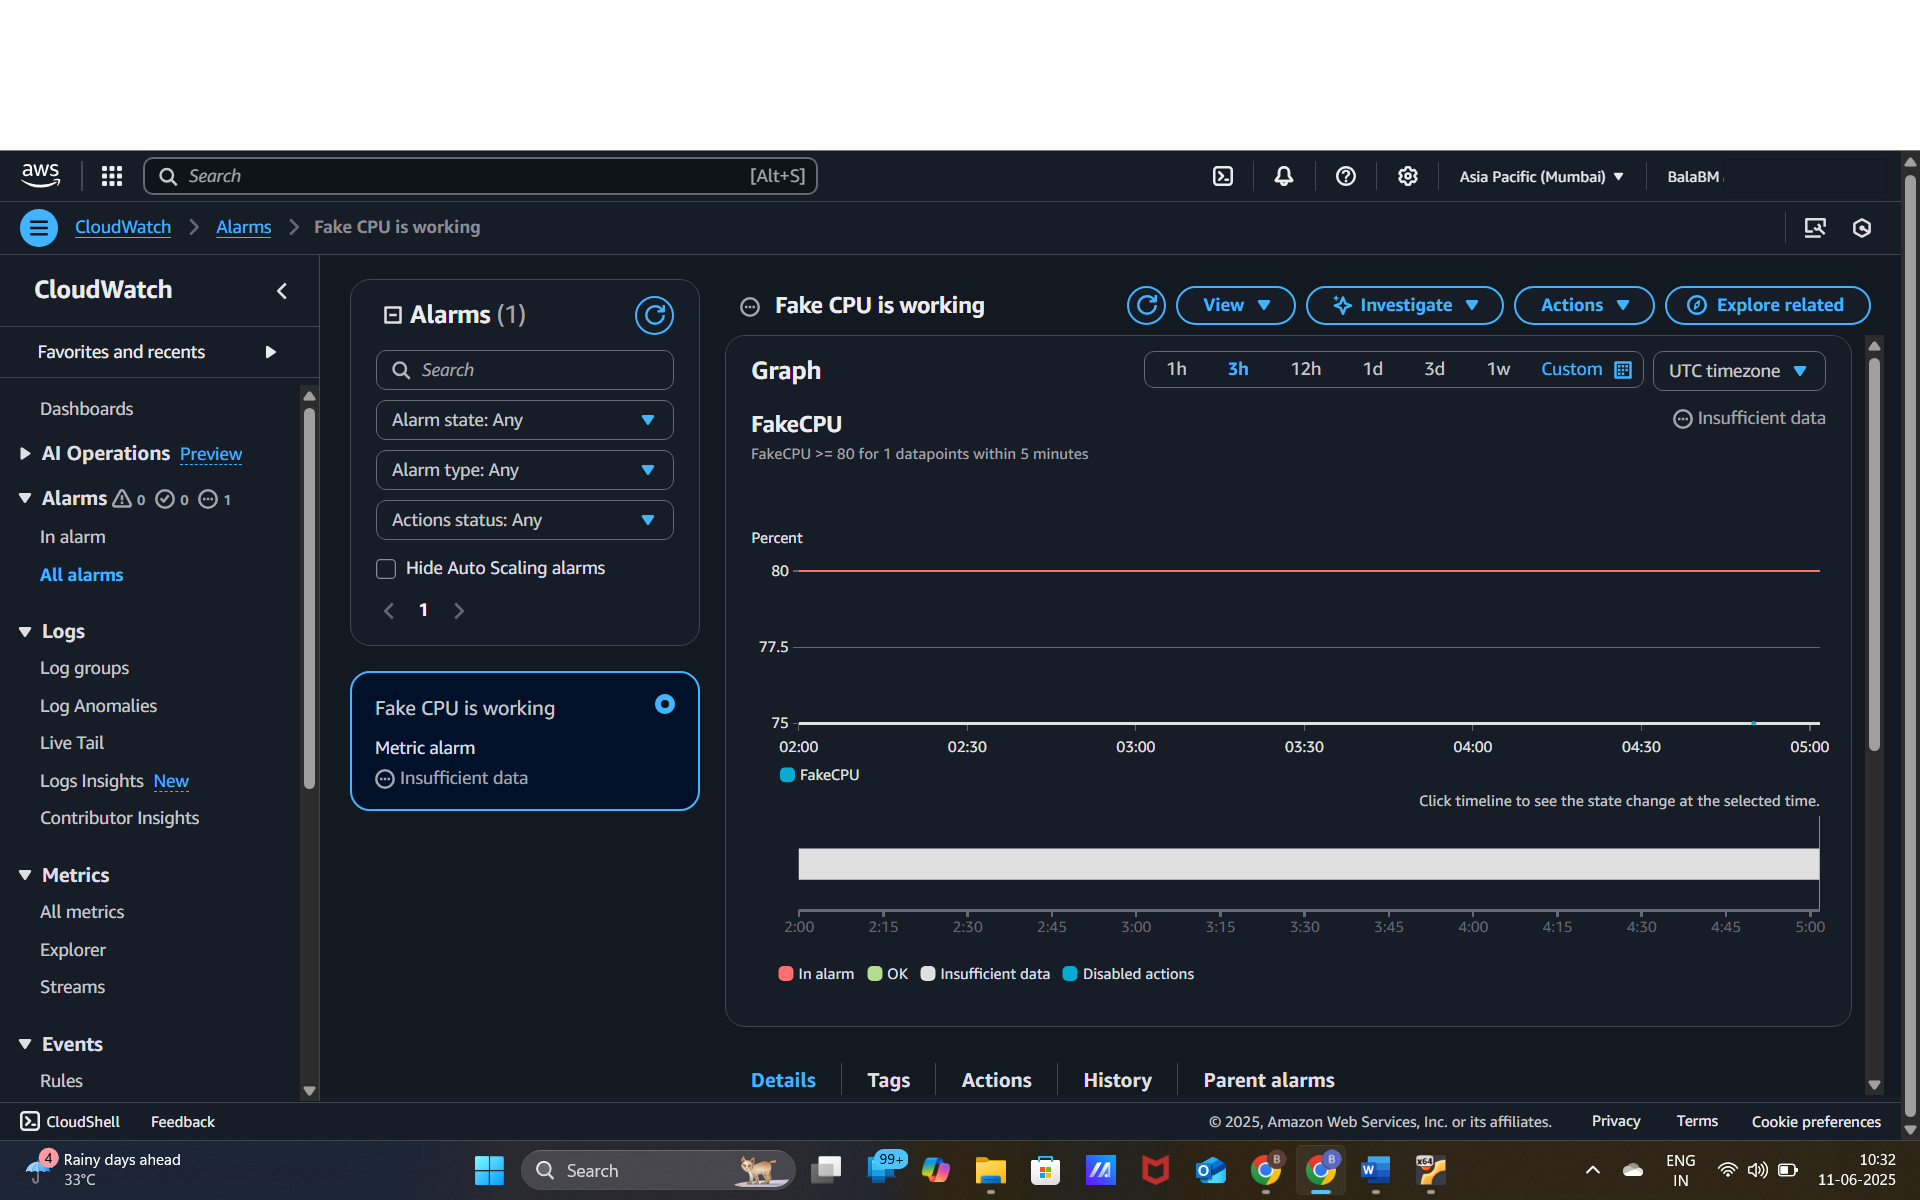 aws
Search [Alt+S]
Asia Pacific (Mumbai)
BalaBM
CloudWatch
Alarms
Fake CPU is working
CloudWatch
Favorites and recents
Dashboards
AI Operations Preview
Alarms 0 0 1
In alarm
All alarms
Logs
Log groups
Log Anomalies
Live Tail
Logs Insights New
Contributor Insights
Metrics
All metrics
Explorer
Streams
Events
Rules
Alarms (1)
Search
Alarm state: Any
Alarm type: Any
Actions status: Any
Hide Auto Scaling alarms
1
Fake CPU is working
Metric alarm
Insufficient data
Fake CPU is working
View
Investigate
Actions
Explore related
Graph
1h 3h 12h 1d 3d 1w Custom
UTC timezone
FakeCPU
Insufficient data
FakeCPU >= 80 for 1 datapoints within 5 minutes
Percent
80
77.5
75
02:00 02:30 03:00 03:30 04:00 04:30 05:00
FakeCPU
Click timeline to see the state change at the selected time.
2:00 2:15 2:30 2:45 3:00 3:15 3:30 3:45 4:00 4:15 4:30 4:45 5:00
In alarm OK Insufficient data Disabled actions
Details Tags Actions History Parent alarms
CloudShell Feedback
© 2025, Amazon Web Services, Inc. or its affiliates. Privacy Terms Cookie preferences
4
Rainy days ahead
33°C
Search
99+
B
B
W
x64
ENG
IN
10:32
11-06-2025